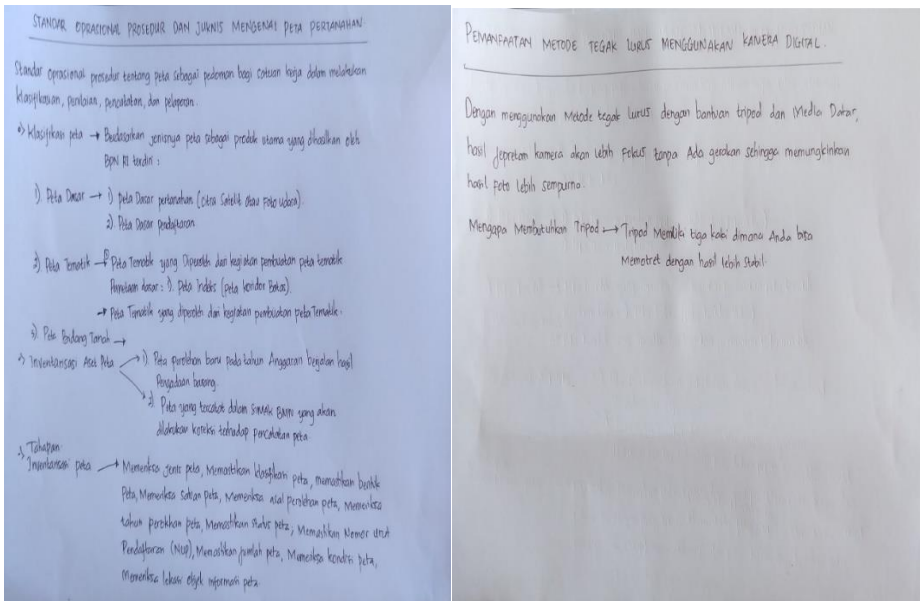 STANDAR OPRASIONAL PROSEDUR DAN JUKNIS MENGENAI PETA PERTANAHAN.
Standar oprasional prosedur tentang peta sebagai pedoman bagi satuan kerja dalam melakukan
klasifikasian, penilaian, pencatatan, dan pelaporan.
klasifikasi peta → Berdasarkan jenisnya peta sebagai produk utama yang dihasilkan oleh
BPN RI terdiri :
1) Peta Dasar → 1) Peta Dasar pertanahan (Citra Satelit atau Foto Udara).
2) Peta Dasar Pendaftaran
2) Peta Tematik → Peta Tematik yang Diperoleh dari kegiatan pembuatan peta tematik
Pemetaan dasar : 1). Peta Indeks (peta koridor Batas).
→ Peta Tematik yang diperoleh dari kegiatan pembuatan peta Tematik.
3) Peta Bidang Tanah →
Inventarisasi Aset Peta → 1). Peta perolehan baru pada tahun Anggaran berjalan hasil
Pengadaan barang.
2) Peta yang tercatat dalam SIMAK BMN yang akan
dilakukan koreksi terhadap pencatatan peta.
Tahapan
Inventarisasi peta → Memeriksa jenis peta, Memastikan klasifikasi peta, memastikan bentuk
Peta, Memeriksa satuan peta, Memeriksa nilai perolehan peta, Memeriksa
tahun perolehan peta, Memastikan status peta, Memastikan Nomor Urut
Pendaftaran (NUP), Memastikan jumlah peta, Memeriksa kondisi peta,
Memeriksa lokasi objek informasi peta
PEMANFAATAN METODE TEGAK LURUS MENGGUNAKAN KAMERA DIGITAL.
Dengan menggunakan Metode tegak lurus dengan bantuan tripod dan Media Datar,
hasil jepretan kamera akan lebih Fokus tanpa Ada gerakan sehingga memungkinkan
hasil foto lebih sempurna.
Mengapa Membutuhkan Tripod → Tripod Memiliki tiga kaki dimana Anda bisa
Memotret dengan hasil lebih stabil.